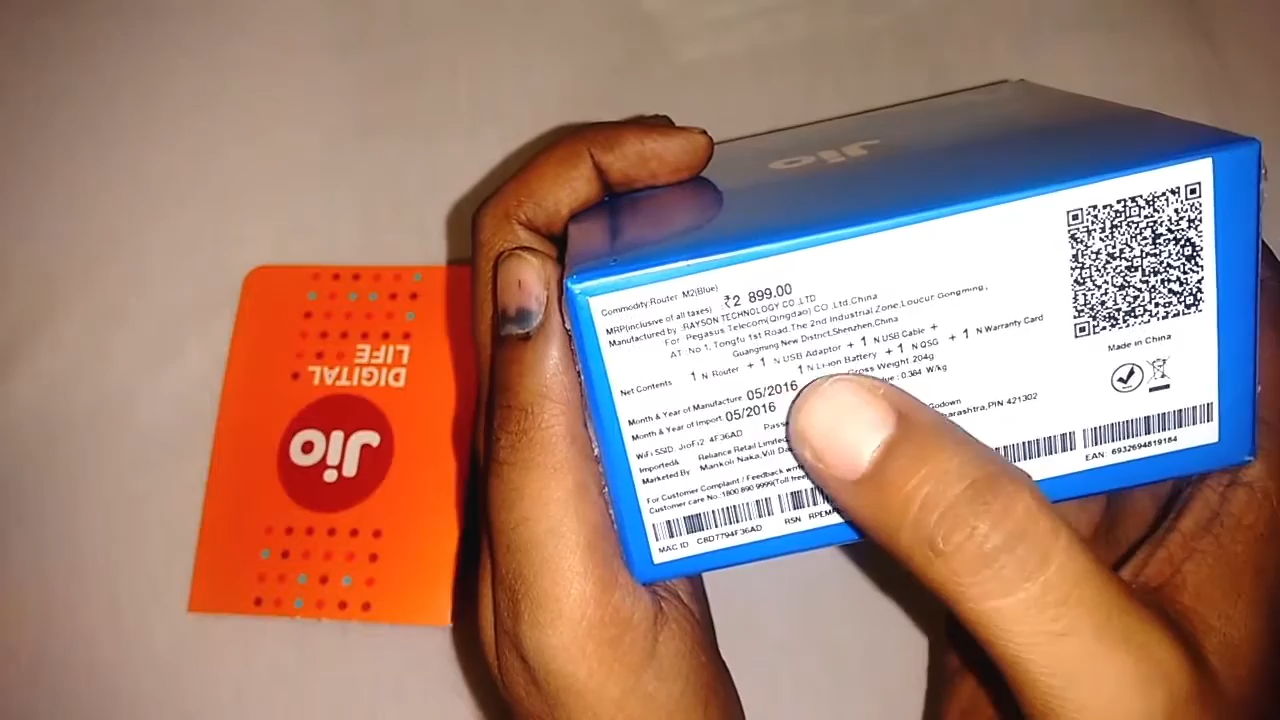 Jio
Commodity:Router M2(Blue)
MRP(Inclusive of all taxes) :₹2 899.00
Manufactured by :RAYSON TECHNOLOGY CO.,LTD
For Pegasus Telecom(Qingdao) CO.,Ltd,China
AT: No 1, Tongfu 1st Road,The 2nd Industrial Zone,Loucun,Gongming,
Guangming New District,Shenzhen,China
Net Contents 1 N Router + 1 N USB Adaptor + 1 N USB Cable +
1 N Li-ion Battery + 1 N QSG + 1 N Warranty Card
Month & Year of Manufacture 05/2016 Gross Weight 204g
Month & Year of Import 05/2016 : 0.384 W/kg
WiFi SSID. JioFi2 4F36AD
Imported& Reliance Retail Limited Godown
Marketed By Mankoli Naka,Vill PIN 421302
For Customer Complaint / Feedback
Customer care No.:1800 890 9999(Toll free)
MAC ID C8D7794F36AD RSN
EAN: 6932694819184
Made in China
DIGITAL
LIFE
Jio